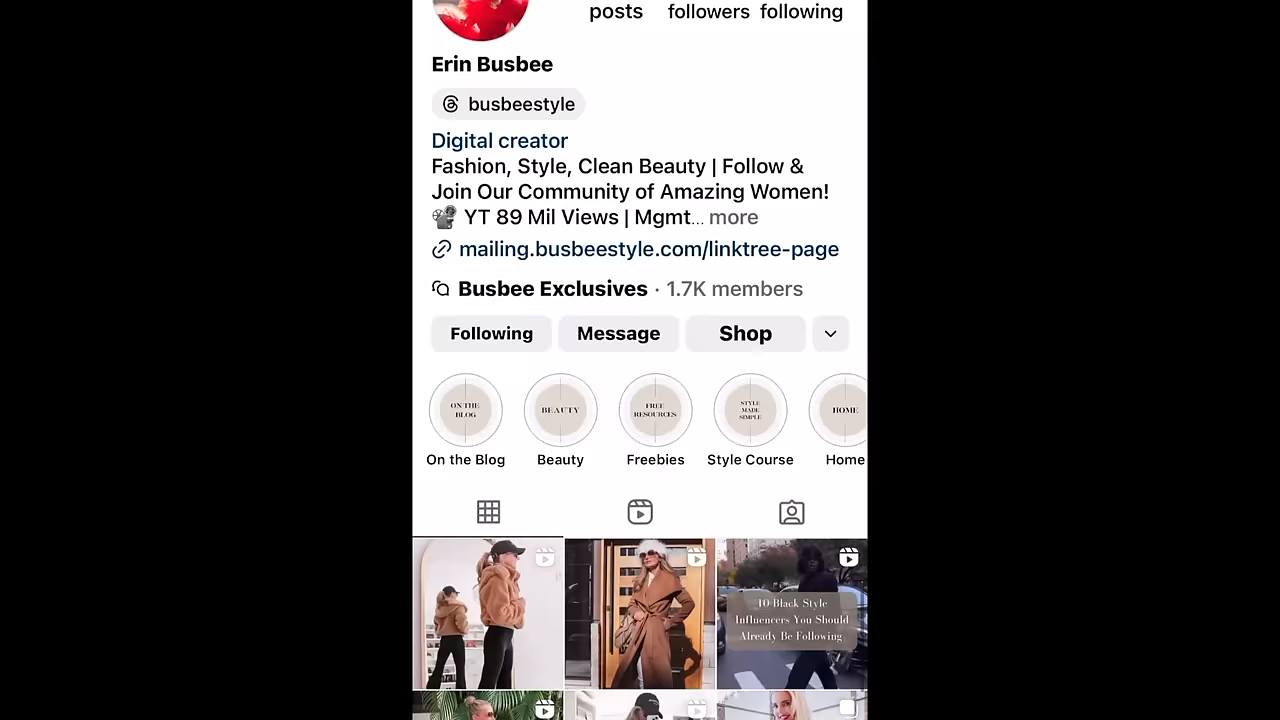 posts followers following
Erin Busbee
busbeestyle
Digital creator
Fashion, Style, Clean Beauty | Follow &
Join Our Community of Amazing Women!
YT 89 Mil Views | Mgmt... more
mailing.busbeestyle.com/linktree-page
Busbee Exclusives · 1.7K members
Following Message Shop
ON THE
BLOG
BEAUTY
FREE
RESOURCES
STYLE
MADE
SIMPLE
HOME
On the Blog Beauty Freebies Style Course Home
10 Black Style
Influencers You Should
Already Be Following